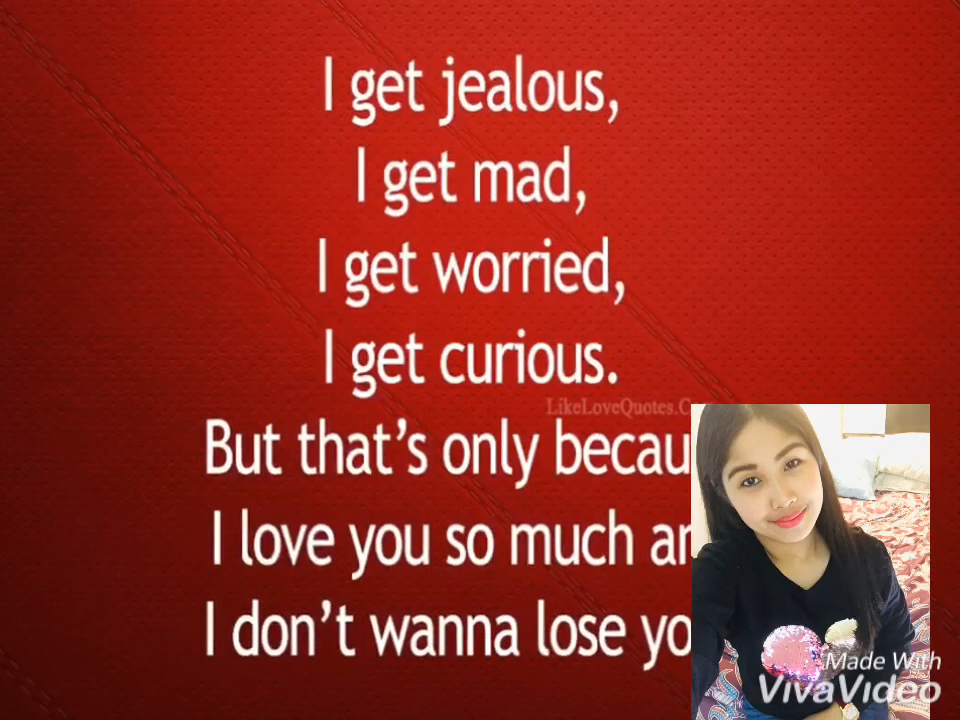 I get jealous,
I get mad,
I get worried,
I get curious.
LikeLoveQuotes.C
But that's only becau
I love you so much an
I don't wanna lose yo
Made With
VivaVideo